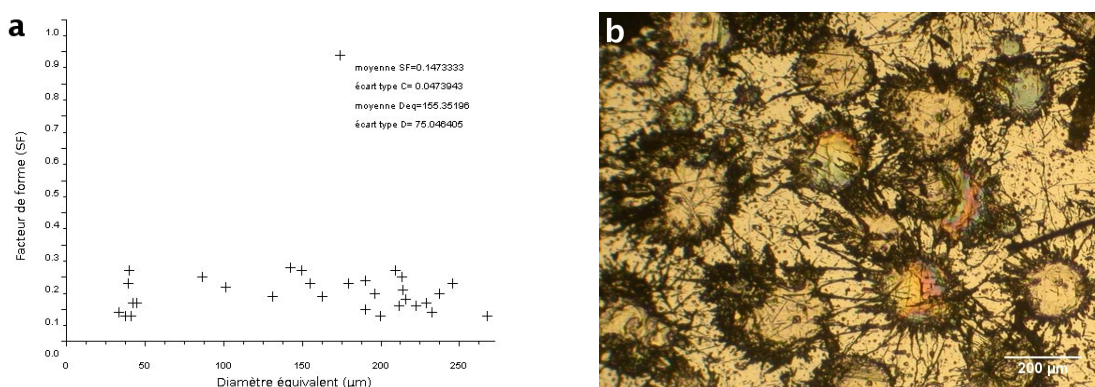 a
1.0
0.9
0.8
0.7
0.6
0.5
0.4
0.3
0.2
0.1
0.0
Facteur de forme (SF)
moyenne SF=0.1473333
écart type C= 0.0473943
moyenne Deq=155.35196
écart type D= 75.046405
0 50 100 150 200 250
Diamètre équivalent (µm)
b
200 µm